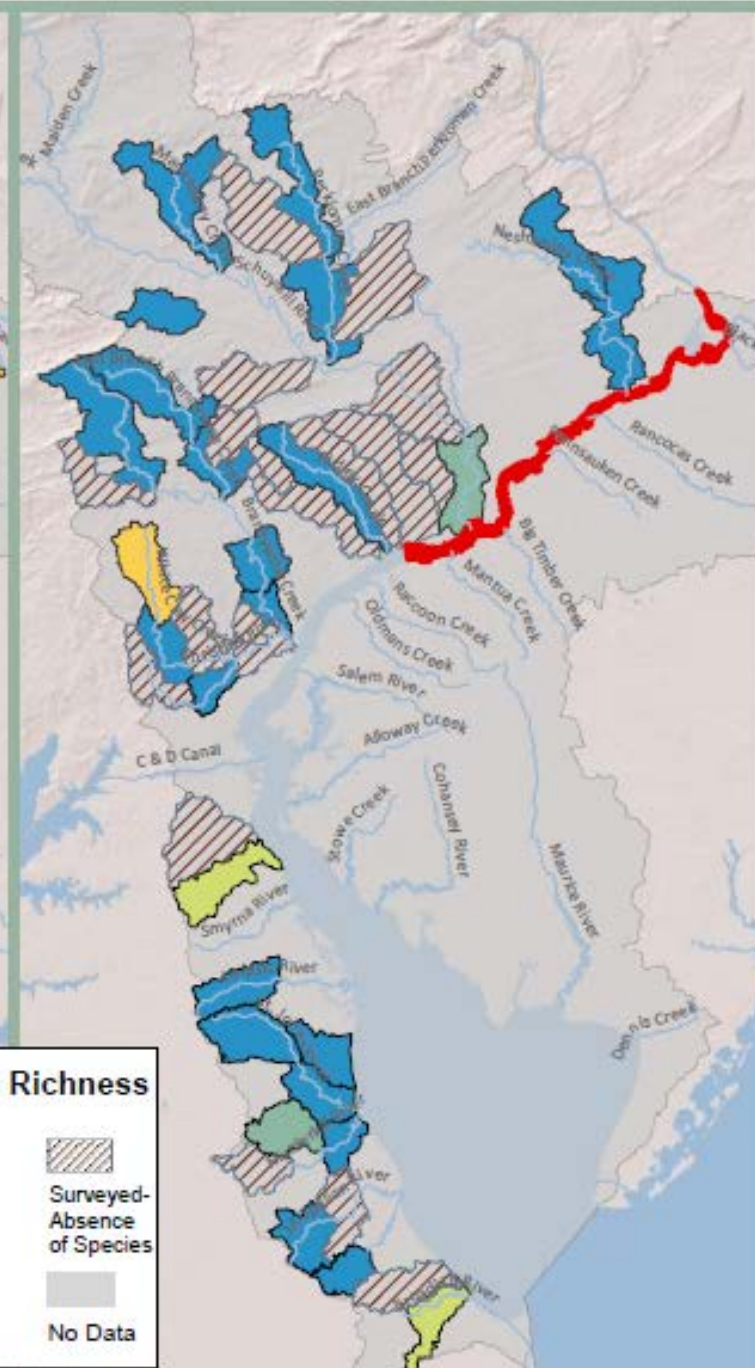 Maiden Creek
East Branch Perkiomen Creek
Schuylkill River
Rancocas Creek
Pennsauken Creek
Big Timber Creek
Mantua Creek
Raccoon Creek
Oldmans Creek
Salem River
Alloway Creek
C & D Canal
Stowe Creek
Cohansey River
Maurice River
Smyrna River
River
Dennis Creek
River
River
Creek
Richness
Surveyed-
Absence
of Species
No Data